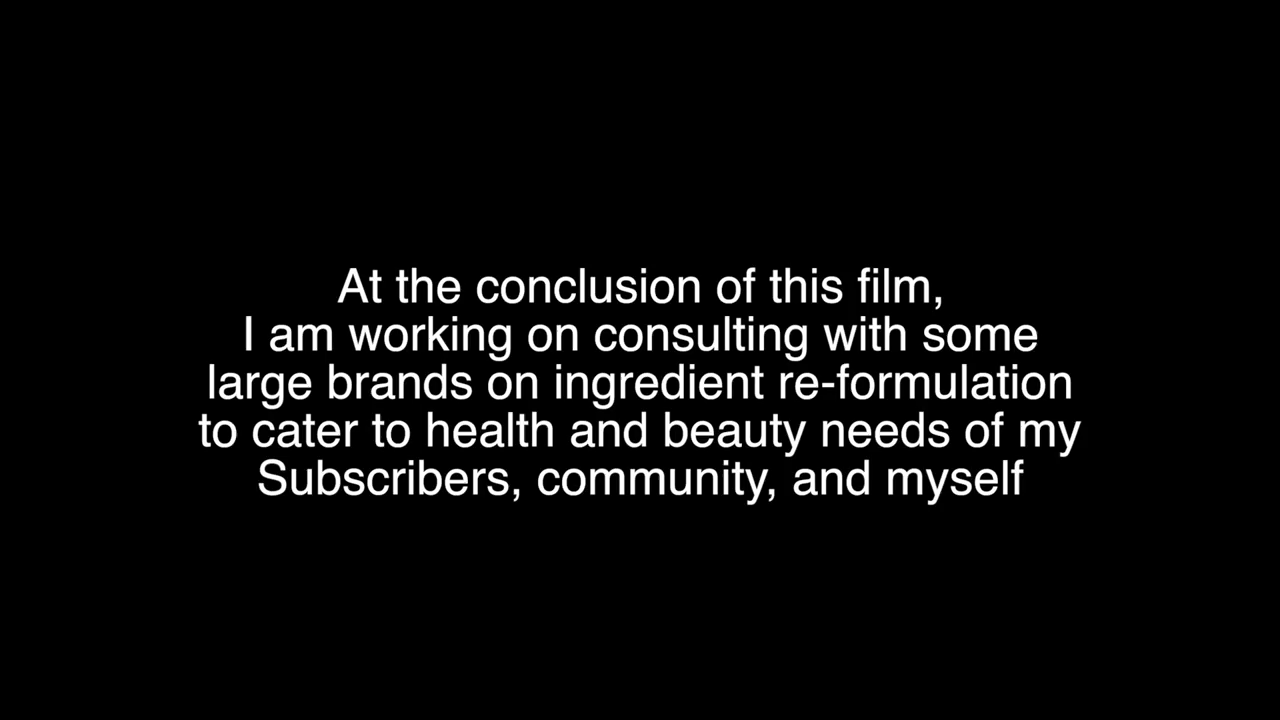 At the conclusion of this film,
I am working on consulting with some
large brands on ingredient re-formulation
to cater to health and beauty needs of my
Subscribers, community, and myself